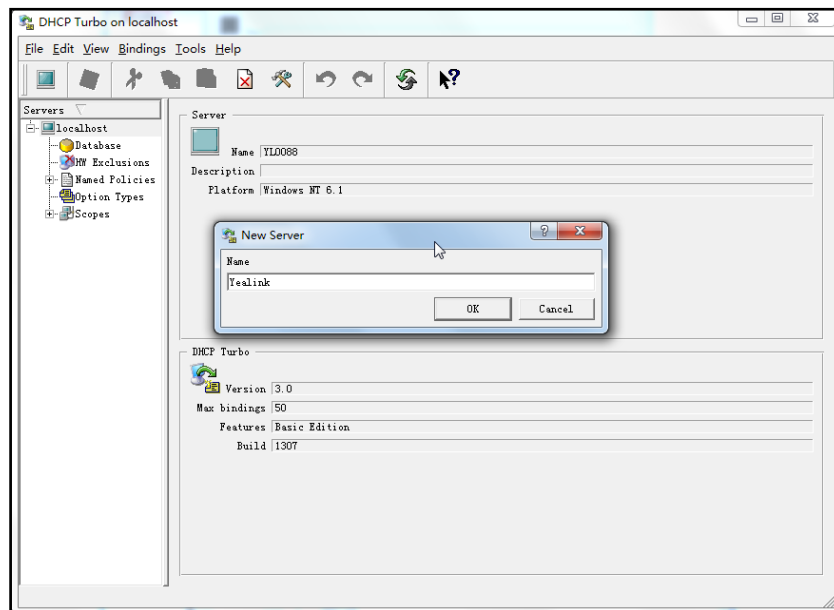 DHCP Turbo on localhost
File Edit View Bindings Tools Help
Servers
localhost
Database
HW Exclusions
Named Policies
Option Types
Scopes
Server
Name YL0088
Description
Platform Windows NT 6.1
New Server
Name
Yealink
OK Cancel
DHCP Turbo
Version 3.0
Max bindings 50
Features Basic Edition
Build 1307